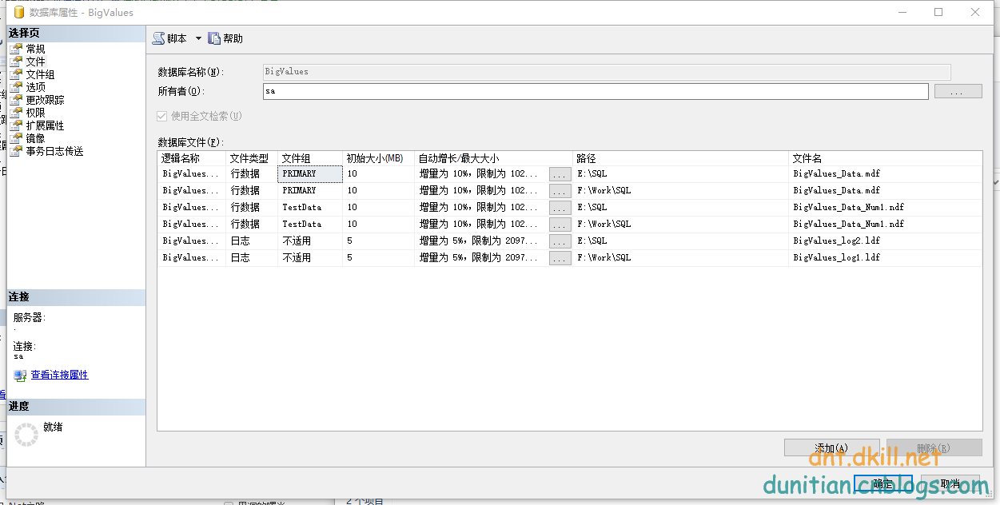 数据库属性 - BigValues
选择页
常规
文件
文件组
选项
更改跟踪
权限
扩展属性
镜像
事务日志传送
脚本 帮助
数据库名称(N): BigValues
所有者(O): sa ...
使用全文检索(U)
数据库文件(F):
逻辑名称 文件类型 文件组 初始大小(MB) 自动增长/最大大小 路径 文件名
BigValues... 行数据 PRIMARY 10 增量为 10%，限制为 102... ... E:\SQL BigValues_Data.mdf
BigValues... 行数据 PRIMARY 10 增量为 10%，限制为 102... ... F:\Work\SQL BigValues_Data.mdf
BigValues... 行数据 TestData 10 增量为 10%，限制为 102... ... E:\SQL BigValues_Data_Num1.ndf
BigValues... 行数据 TestData 10 增量为 10%，限制为 102... ... F:\Work\SQL BigValues_Data_Num1.ndf
BigValues... 日志 不适用 5 增量为 5%，限制为 2097... ... E:\SQL BigValues_log2.ldf
BigValues... 日志 不适用 5 增量为 5%，限制为 2097... ... F:\Work\SQL BigValues_log1.ldf
连接
服务器:
.
连接:
sa
查看连接属性
进度
就绪
添加(A) 删除(R)
dnt.dkill.net
确定 取消
dunitian.cnblogs.com
2 个项目